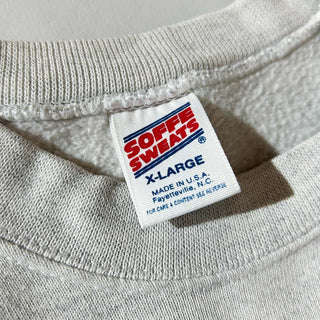 SOFFE
SWEATS®
X-LARGE
MADE IN U.S.A.
Fayetteville, N.C.
FOR CARE & CONTENT SEE REVERSE